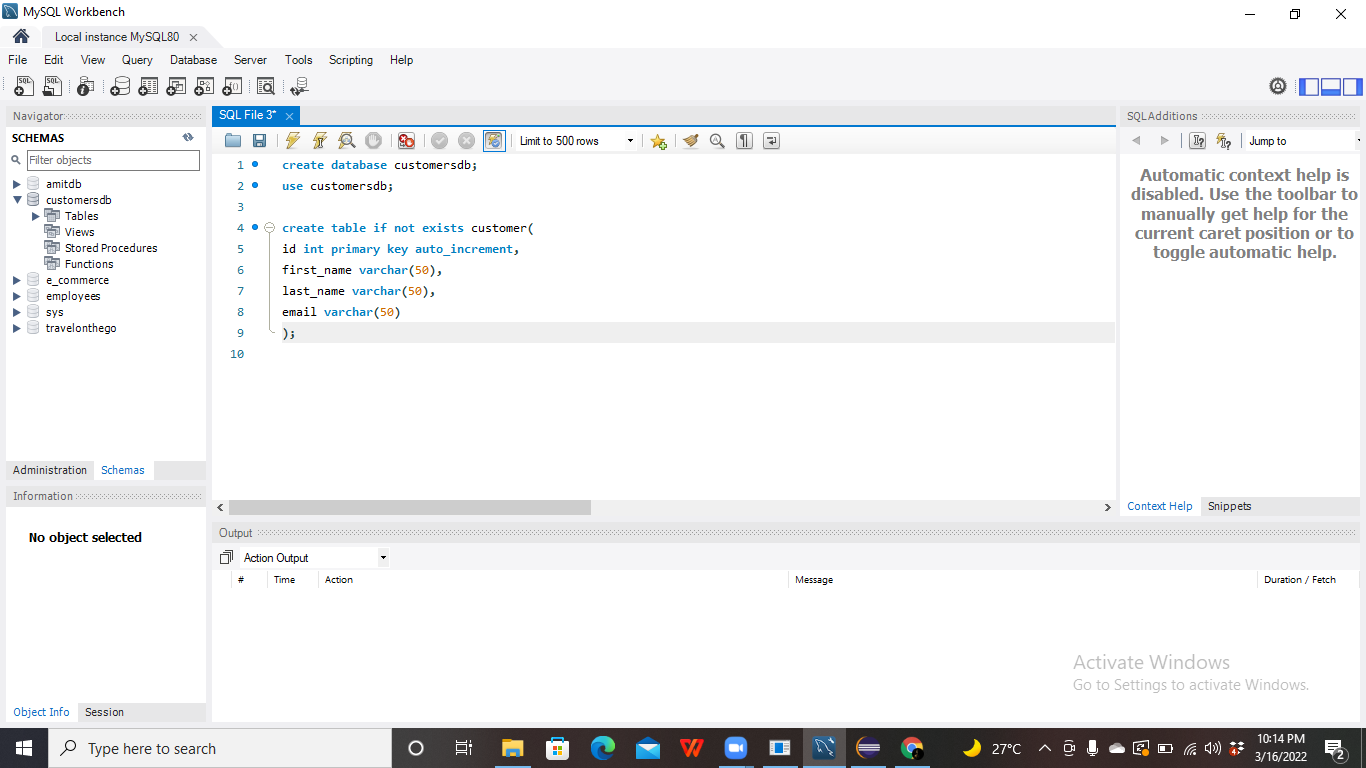 MySQL Workbench
Local instance MySQL80
File Edit View Query Database Server Tools Scripting Help
Navigator
SCHEMAS
Filter objects
amitdb
customersdb
Tables
Views
Stored Procedures
Functions
e_commerce
employees
sys
travelonthego
Administration Schemas
Information
No object selected
Object Info Session
SQL File 3*
Limit to 500 rows
1 create database customersdb;
2 use customersdb;
3
4 create table if not exists customer(
5 id int primary key auto_increment,
6 first_name varchar(50),
7 last_name varchar(50),
8 email varchar(50)
9 );
10
Output
Action Output
# Time Action Message Duration / Fetch
SQLAdditions
Jump to
Automatic context help is
disabled. Use the toolbar to
manually get help for the
current caret position or to
toggle automatic help.
Context Help Snippets
Activate Windows
Go to Settings to activate Windows.
Type here to search
27°C
10:14 PM
3/16/2022
2